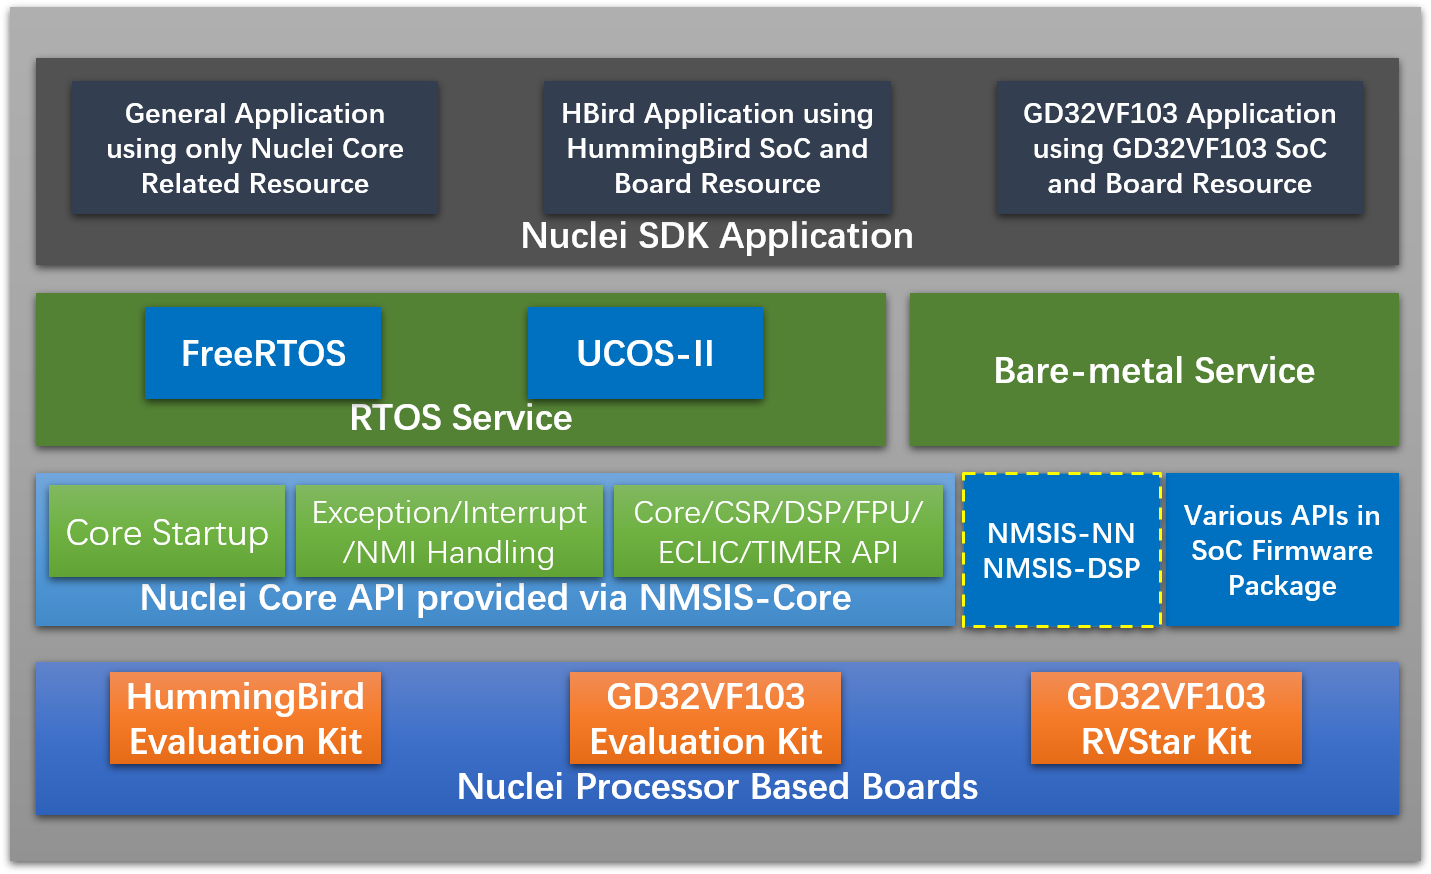 General Application
using only Nuclei Core
Related Resource
HBird Application using
HummingBird SoC and
Board Resource
GD32VF103 Application
using GD32VF103 SoC
and Board Resource
Nuclei SDK Application
FreeRTOS
UCOS-II
RTOS Service
Bare-metal Service
Core Startup
Exception/Interrupt
/NMI Handling
Core/CSR/DSP/FPU/
ECLIC/TIMER API
Nuclei Core API provided via NMSIS-Core
NMSIS-NN
NMSIS-DSP
Various APIs in
SoC Firmware
Package
HummingBird
Evaluation Kit
GD32VF103
Evaluation Kit
GD32VF103
RVStar Kit
Nuclei Processor Based Boards